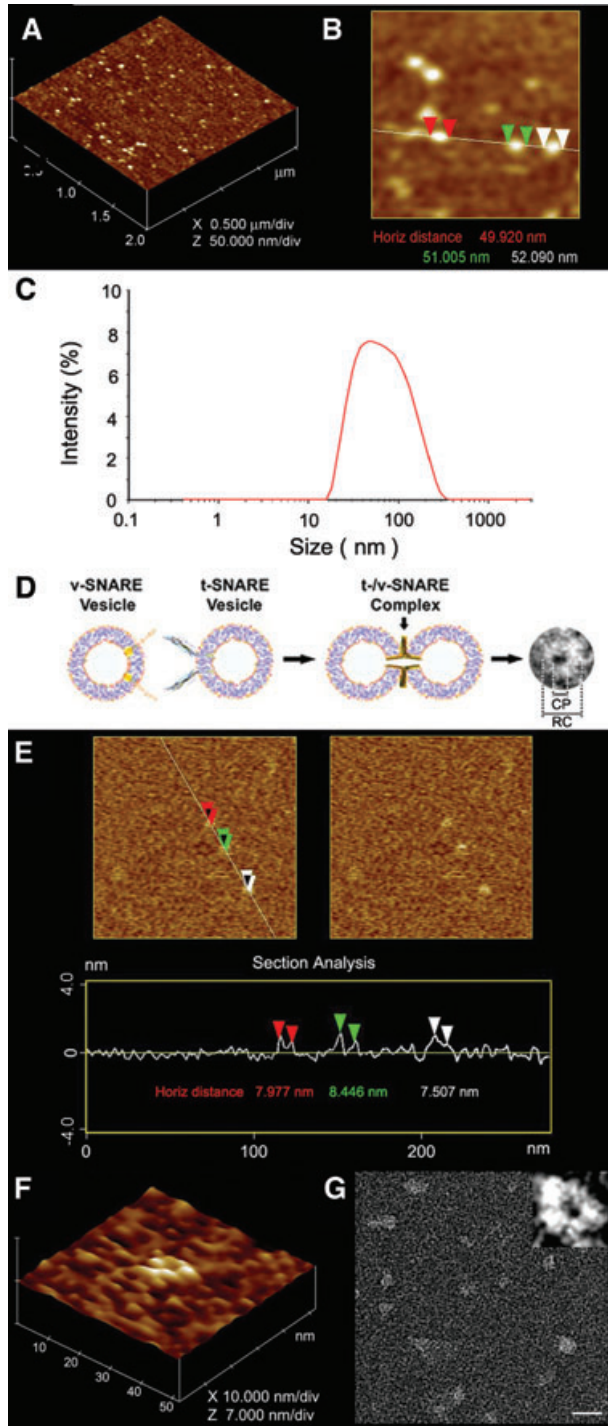 A
1.0
1.5
2.0
μm
X 0.500 μm/div
Z 50.000 nm/div
B
Horiz distance 49.920 nm
51.005 nm 52.090 nm
C
Intensity (%)
10
8
6
4
2
0
0.1 1 10 100 1000
Size ( nm )
D
v-SNARE
Vesicle
t-SNARE
Vesicle
t-/v-SNARE
Complex
CP
RC
E
nm
Section Analysis
4.0
0
-4.0
Horiz distance 7.977 nm 8.446 nm 7.507 nm
0 100 200 nm
F
10
20
30
40
50
nm
X 10.000 nm/div
Z 7.000 nm/div
G